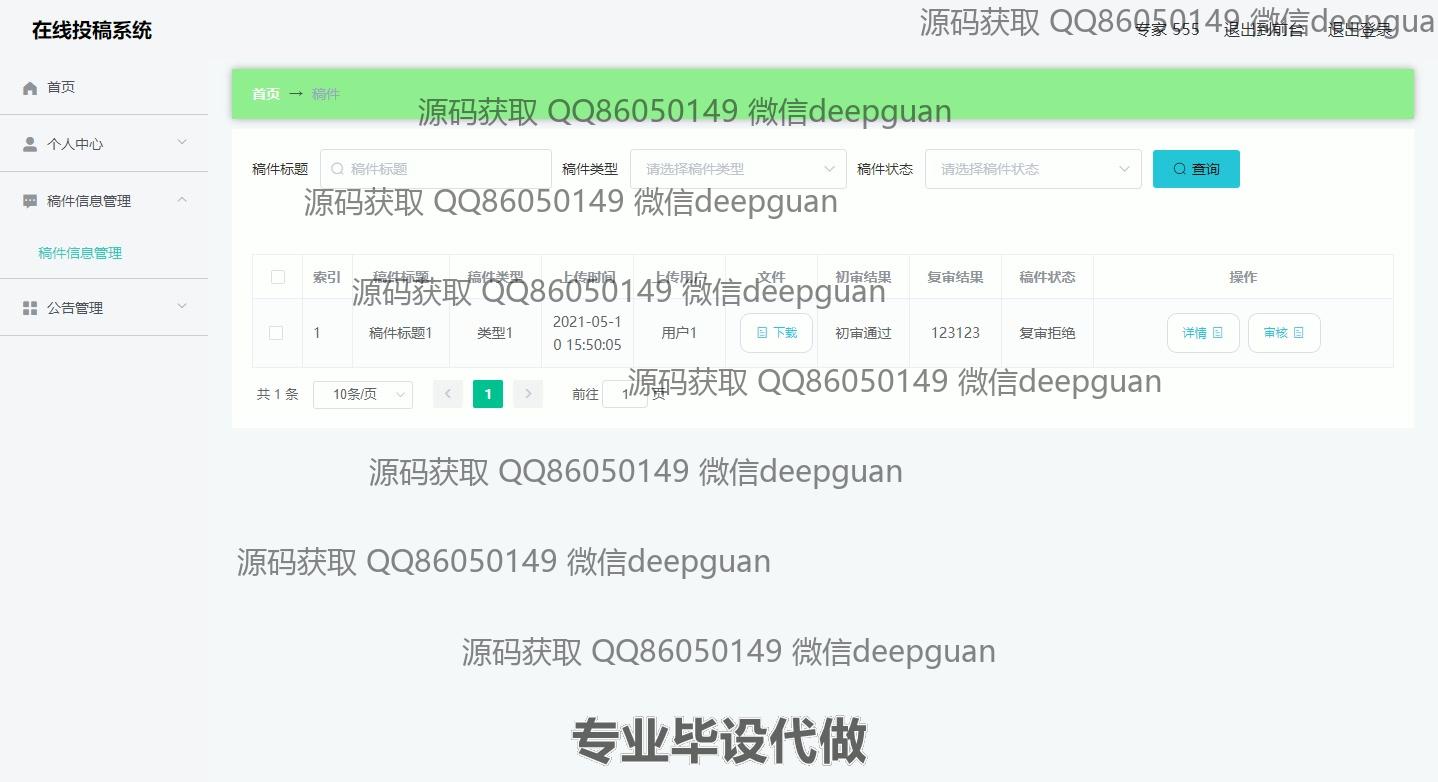 在线投稿系统
源码获取 QQ86050149 微信deepgua
专家 555 退出到前台 退出登录
首页
首页 → 稿件
源码获取 QQ86050149 微信deepguan
个人中心
稿件标题 稿件标题 稿件类型 请选择稿件类型 稿件状态 请选择稿件状态 查询
稿件信息管理
源码获取 QQ86050149 微信deepguan
稿件信息管理
索引 稿件标题 稿件类型 上传时间 上传用户 文件 初审结果 复审结果 稿件状态 操作
源码获取 QQ86050149 微信deepguan
公告管理
1 稿件标题1 类型1 2021-05-1 用户1 下载 初审通过 123123 复审拒绝 详情 审核
0 15:50:05
源码获取 QQ86050149 微信deepguan
共 1 条 10条/页 1 前往 1 页
源码获取 QQ86050149 微信deepguan
源码获取 QQ86050149 微信deepguan
源码获取 QQ86050149 微信deepguan
专业毕设代做